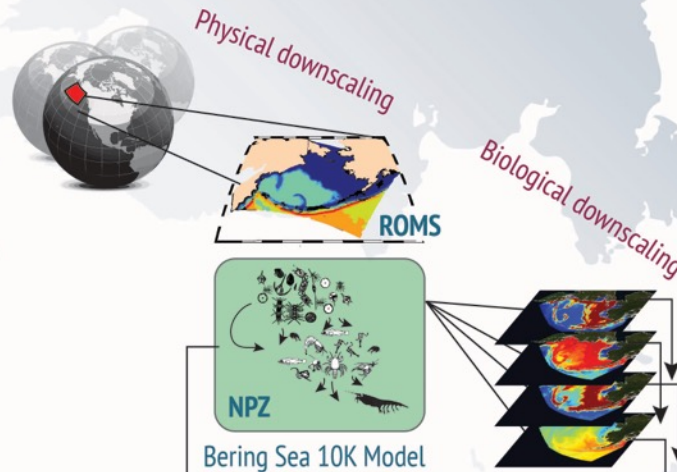 Physical downscaling
Biological downscaling
ROMS
NPZ
Bering Sea 10K Model